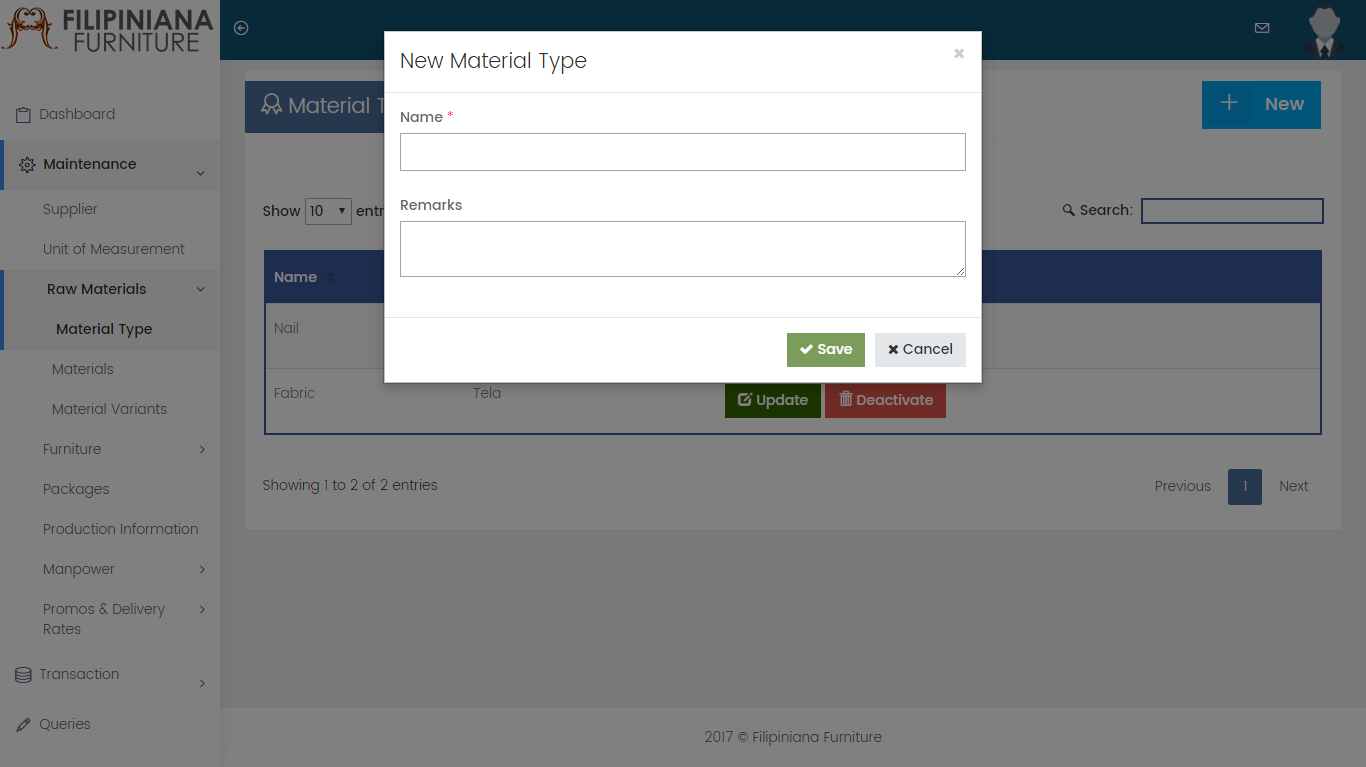 FILIPINIANA
FURNITURE
Dashboard
Maintenance
Supplier
Unit of Measurement
Raw Materials
Material Type
Materials
Material Variants
Furniture
Packages
Production Information
Manpower
Promos & Delivery
Rates
Transaction
Queries
Material T
New
Show 10 entr
Search:
Name
Nail
Fabric Tela Update Deactivate
Showing 1 to 2 of 2 entries
Previous 1 Next
2017 © Filipiniana Furniture
New Material Type ×
Name *
Remarks
Save Cancel